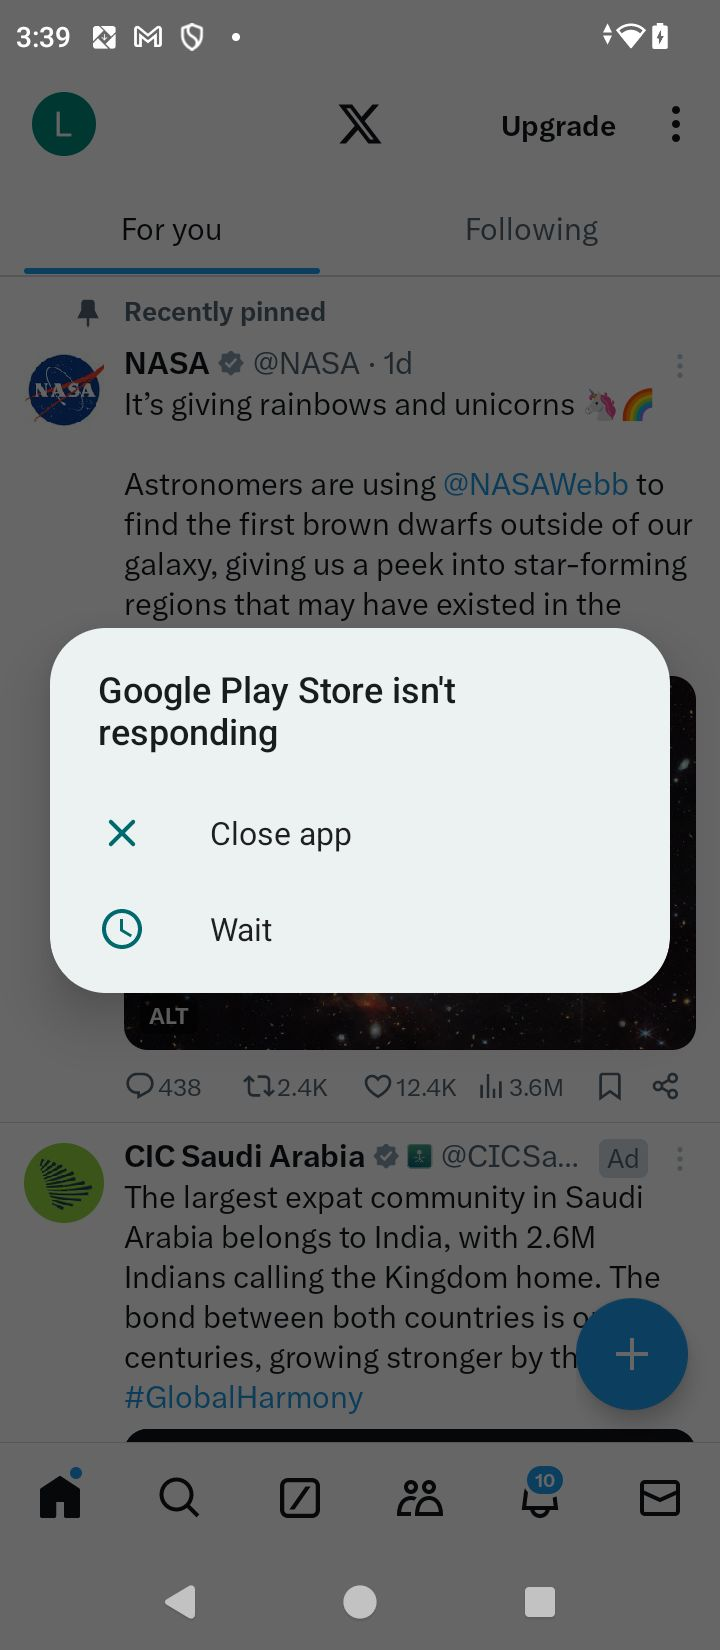 3:39
L
Upgrade
For you
Following
Recently pinned
NASA @NASA · 1d
NASA
It’s giving rainbows and unicorns 🦄🌈
Astronomers are using @NASAWebb to
find the first brown dwarfs outside of our
galaxy, giving us a peek into star-forming
regions that may have existed in the
Google Play Store isn't
responding
Close app
Wait
ALT
438 2.4K 12.4K 3.6M
CIC Saudi Arabia 🇸🇦 @CICSa... Ad
The largest expat community in Saudi
Arabia belongs to India, with 2.6M
Indians calling the Kingdom home. The
bond between both countries is
centuries, growing stronger by
#GlobalHarmony
10